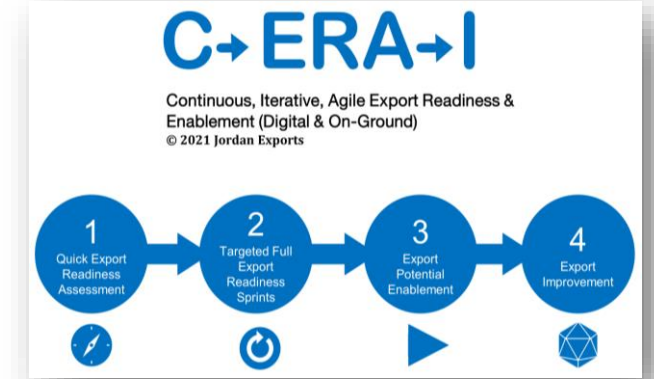 C→ERA→I
Continuous, Iterative, Agile Export Readiness &
Enablement (Digital & On-Ground)
© 2021 Jordan Exports
1
Quick Export
Readiness
Assessment
2
Targeted Full
Export
Readiness
Sprints
3
Export
Potential
Enablement
4
Export
Improvement